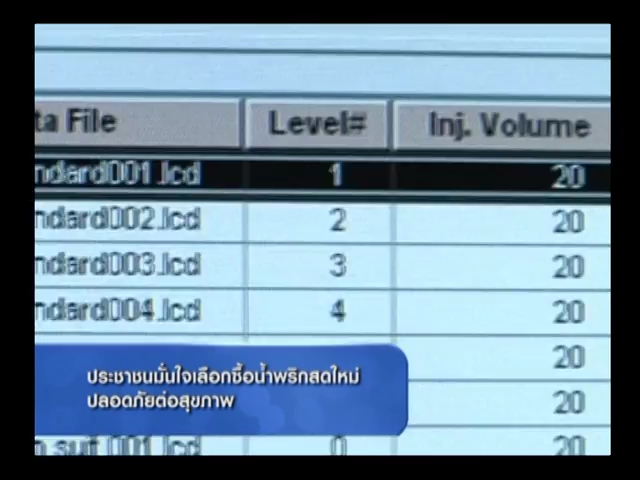 ta File Level# Inj. Volume
ndard001.lcd 1 20
ndard002.lcd 2 20
ndard003.lcd 3 20
ndard004.lcd 4 20
20
ประชาชนมั่นใจเลือกซื้อน้ำพริกสดใหม่
ปลอดภัยต่อสุขภาพ
20
001.lcd 0 20